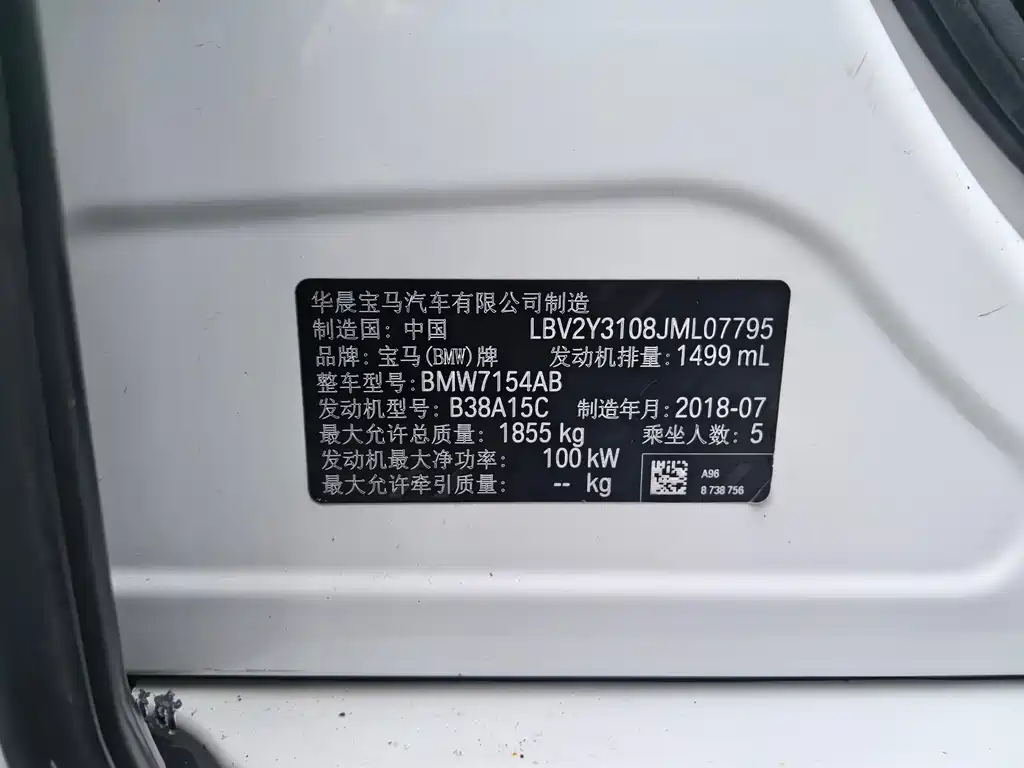 华晨宝马汽车有限公司制造
制造国: 中国 LBV2Y3108JML07795
品牌: 宝马(BMW)牌 发动机排量: 1499 mL
整车型号: BMW7154AB
发动机型号: B38A15C 制造年月: 2018-07
最大允许总质量: 1855 kg 乘坐人数: 5
发动机最大净功率: 100 kW
最大允许牵引质量: -- kg
A96
8 738 756